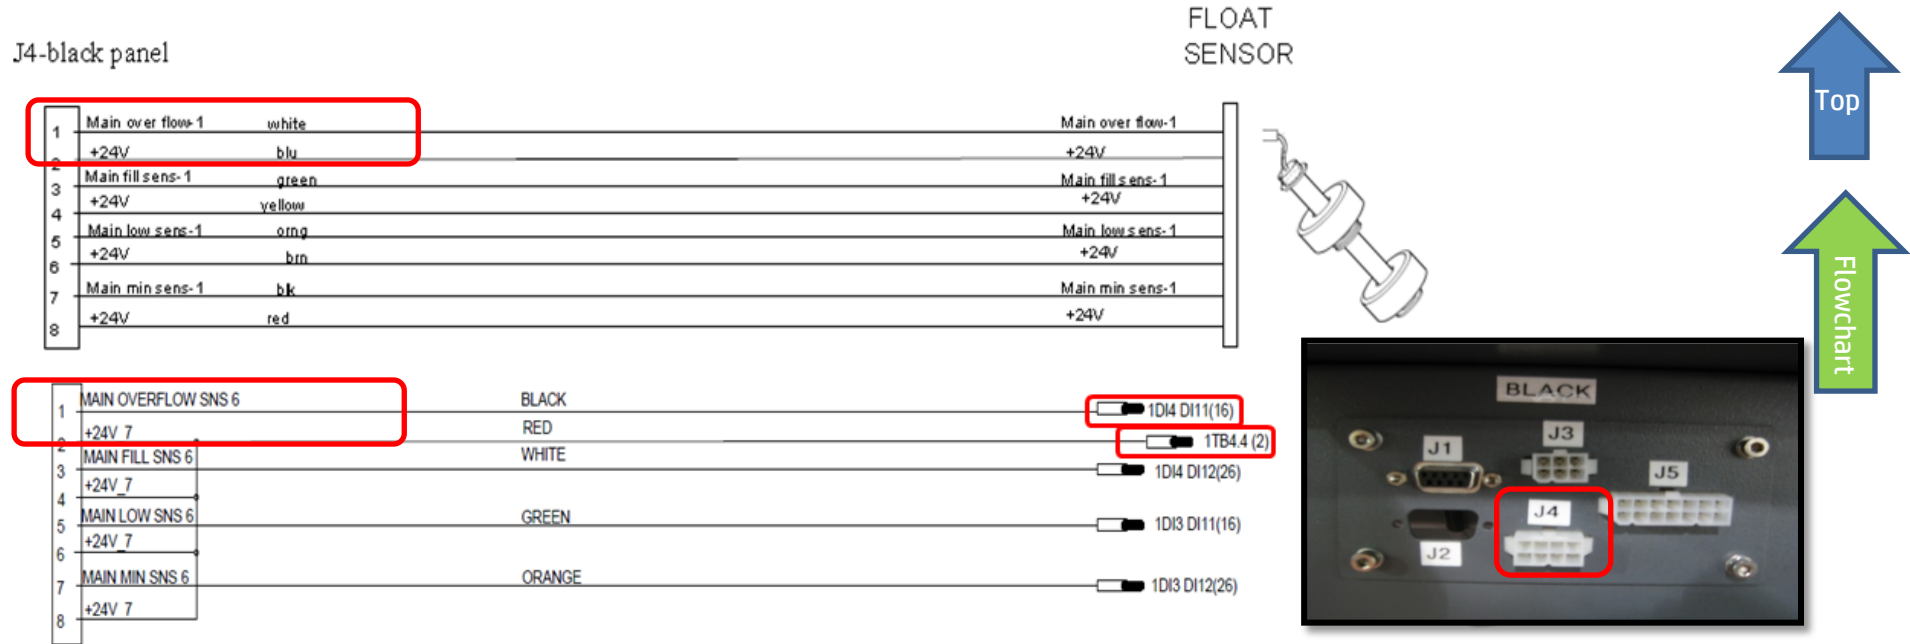 FLOAT
SENSOR
J4-black panel
Top
1 Main over flow-1 white Main over flow-1
2 +24V blu +24V
3 Main fill sens-1 green Main fill sens-1
4 +24V yellow +24V
5 Main low sens-1 orng Main low sens-1
6 +24V brn +24V
7 Main min sens-1 blk Main min sens-1
8 +24V red +24V
Flowchart
1 MAIN OVERFLOW SNS 6 BLACK 1DI4 DI11(16)
2 +24V_7 RED 1TB4.4 (2)
3 MAIN FILL SNS 6 WHITE 1DI4 DI12(26)
4 +24V_7
5 MAIN LOW SNS 6 GREEN 1DI3 DI11(16)
6 +24V_7
7 MAIN MIN SNS 6 ORANGE 1DI3 DI12(26)
8 +24V_7
BLACK
J1
J3
J5
J4
J2